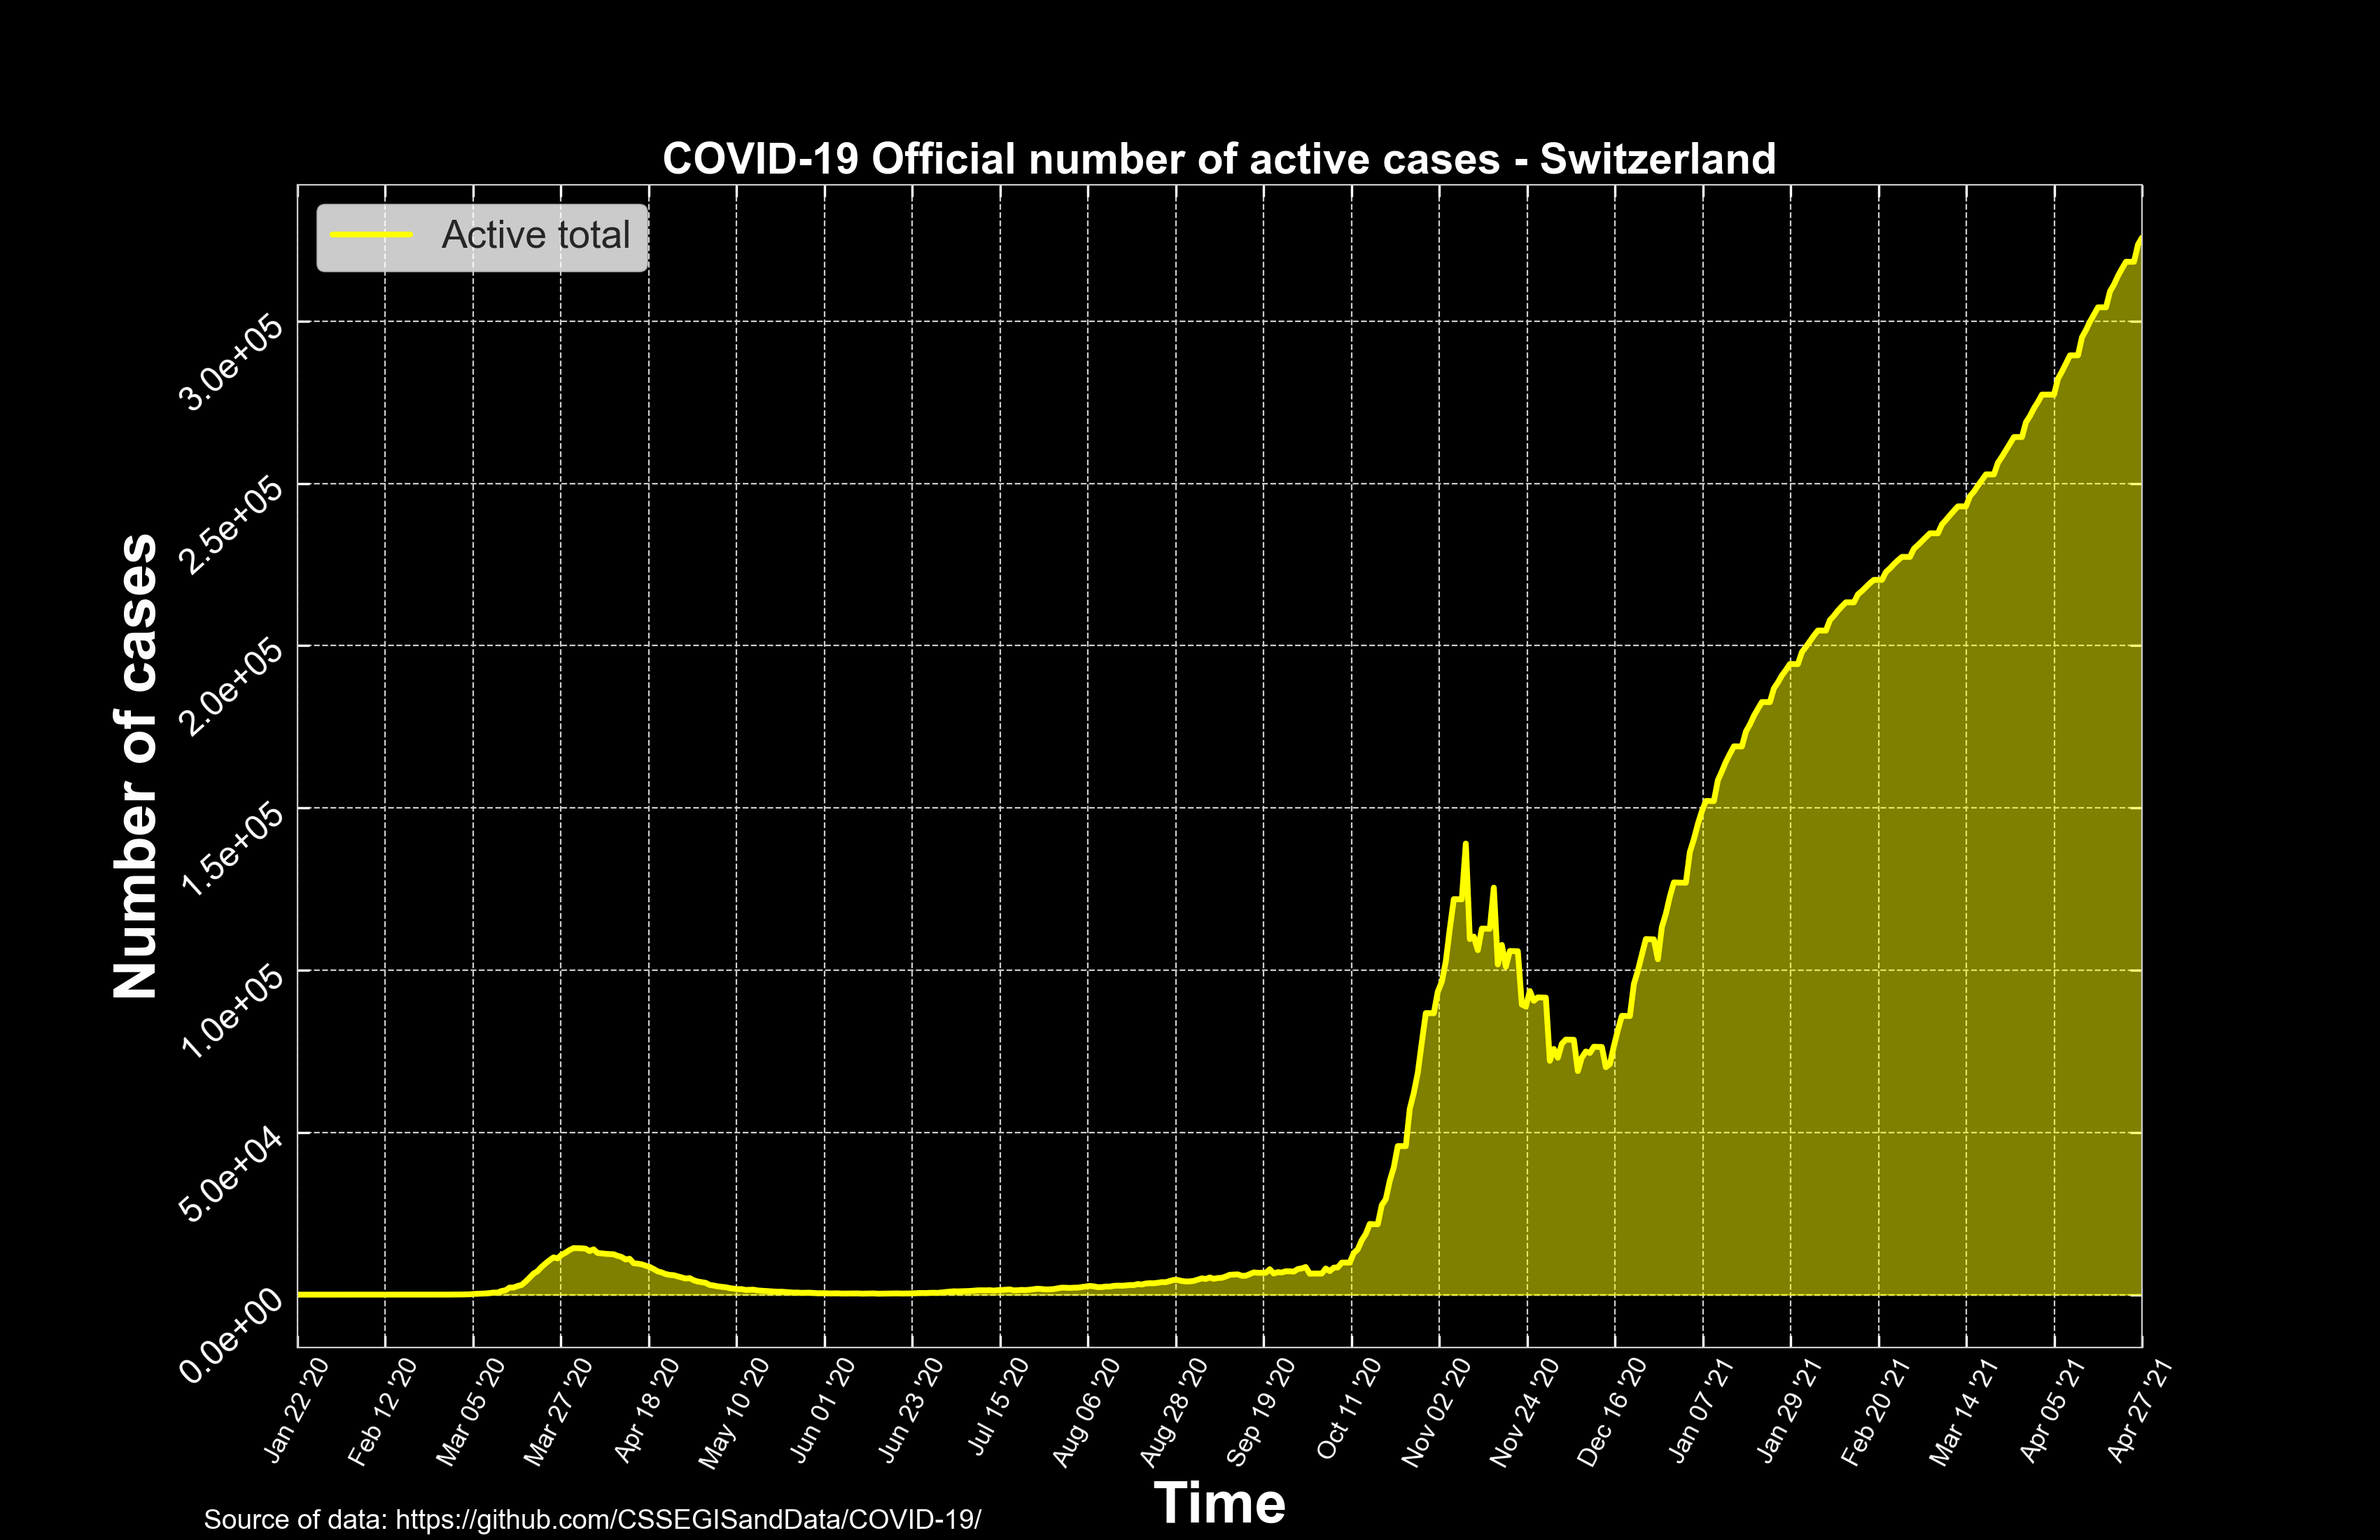 COVID-19 Official number of active cases - Switzerland
Active total
Number of cases
3.0e+05
2.5e+05
2.0e+05
1.5e+05
1.0e+05
5.0e+04
0.0e+00
Jan 22 '20
Feb 12 '20
Mar 05 '20
Mar 27 '20
Apr 18 '20
May 10 '20
Jun 01 '20
Jun 23 '20
Jul 15 '20
Aug 06 '20
Aug 28 '20
Sep 19 '20
Oct 11 '20
Nov 02 '20
Nov 24 '20
Dec 16 '20
Jan 07 '21
Jan 29 '21
Feb 20 '21
Mar 14 '21
Apr 05 '21
Apr 27 '21
Time
Source of data: https://github.com/CSSEGISandData/COVID-19/